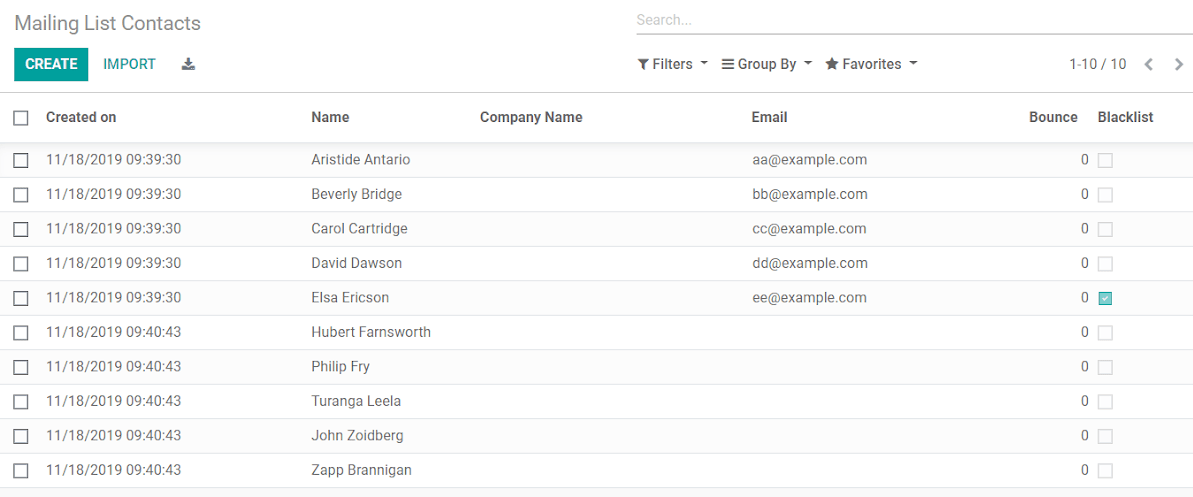 Mailing List Contacts
Search...
CREATE IMPORT
Filters Group By Favorites 1-10 / 10
Created on Name Company Name Email Bounce Blacklist
11/18/2019 09:39:30 Aristide Antario aa@example.com 0
11/18/2019 09:39:30 Beverly Bridge bb@example.com 0
11/18/2019 09:39:30 Carol Cartridge cc@example.com 0
11/18/2019 09:39:30 David Dawson dd@example.com 0
11/18/2019 09:39:30 Elsa Ericson ee@example.com 0
11/18/2019 09:40:43 Hubert Farnsworth 0
11/18/2019 09:40:43 Philip Fry 0
11/18/2019 09:40:43 Turanga Leela 0
11/18/2019 09:40:43 John Zoidberg 0
11/18/2019 09:40:43 Zapp Brannigan 0